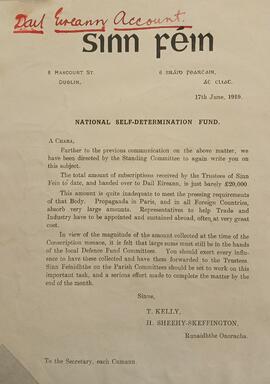 Dail Eireann Account.
sinn féin
6 HARCOURT ST.
DUBLIN.
6 sráid fearċair,
át cliat.
17th June, 1919.
NATIONAL SELF-DETERMINATION FUND.
A CHARA,
Further to the previous communication on the above matter, we
have been directed by the Standing Committee to again write you on
this subject.
The total amount of subscriptions received by the Trustees of Sinn
Fein to date, and handed over to Dail Eireann, is just barely £20,000.
This amount is quite inadequate to meet the pressing requirements
of that Body. Propaganda in Paris, and in all Foreign Countries,
absorb very large amounts. Representatives to help Trade and
Industry have to be appointed and sustained abroad, often at very great
cost.
In view of the magnitude of the amount collected at the time of the
Conscription menace, it is felt that large sums must still be in the hands
of the local Defence Fund Committees. You should exert every influ-
ence to have these collected and have them forwarded to the Trustees.
Sinn Feinidhthe on the Parish Committees should be set to work on this
important task, and a serious effort made to complete the matter by the
end of the month.
Sinne,
T. KELLY,
H. SHEEHY-SKEFFINGTON,
Runaidhthe Onoracha.
To the Secretary, each Cumann.